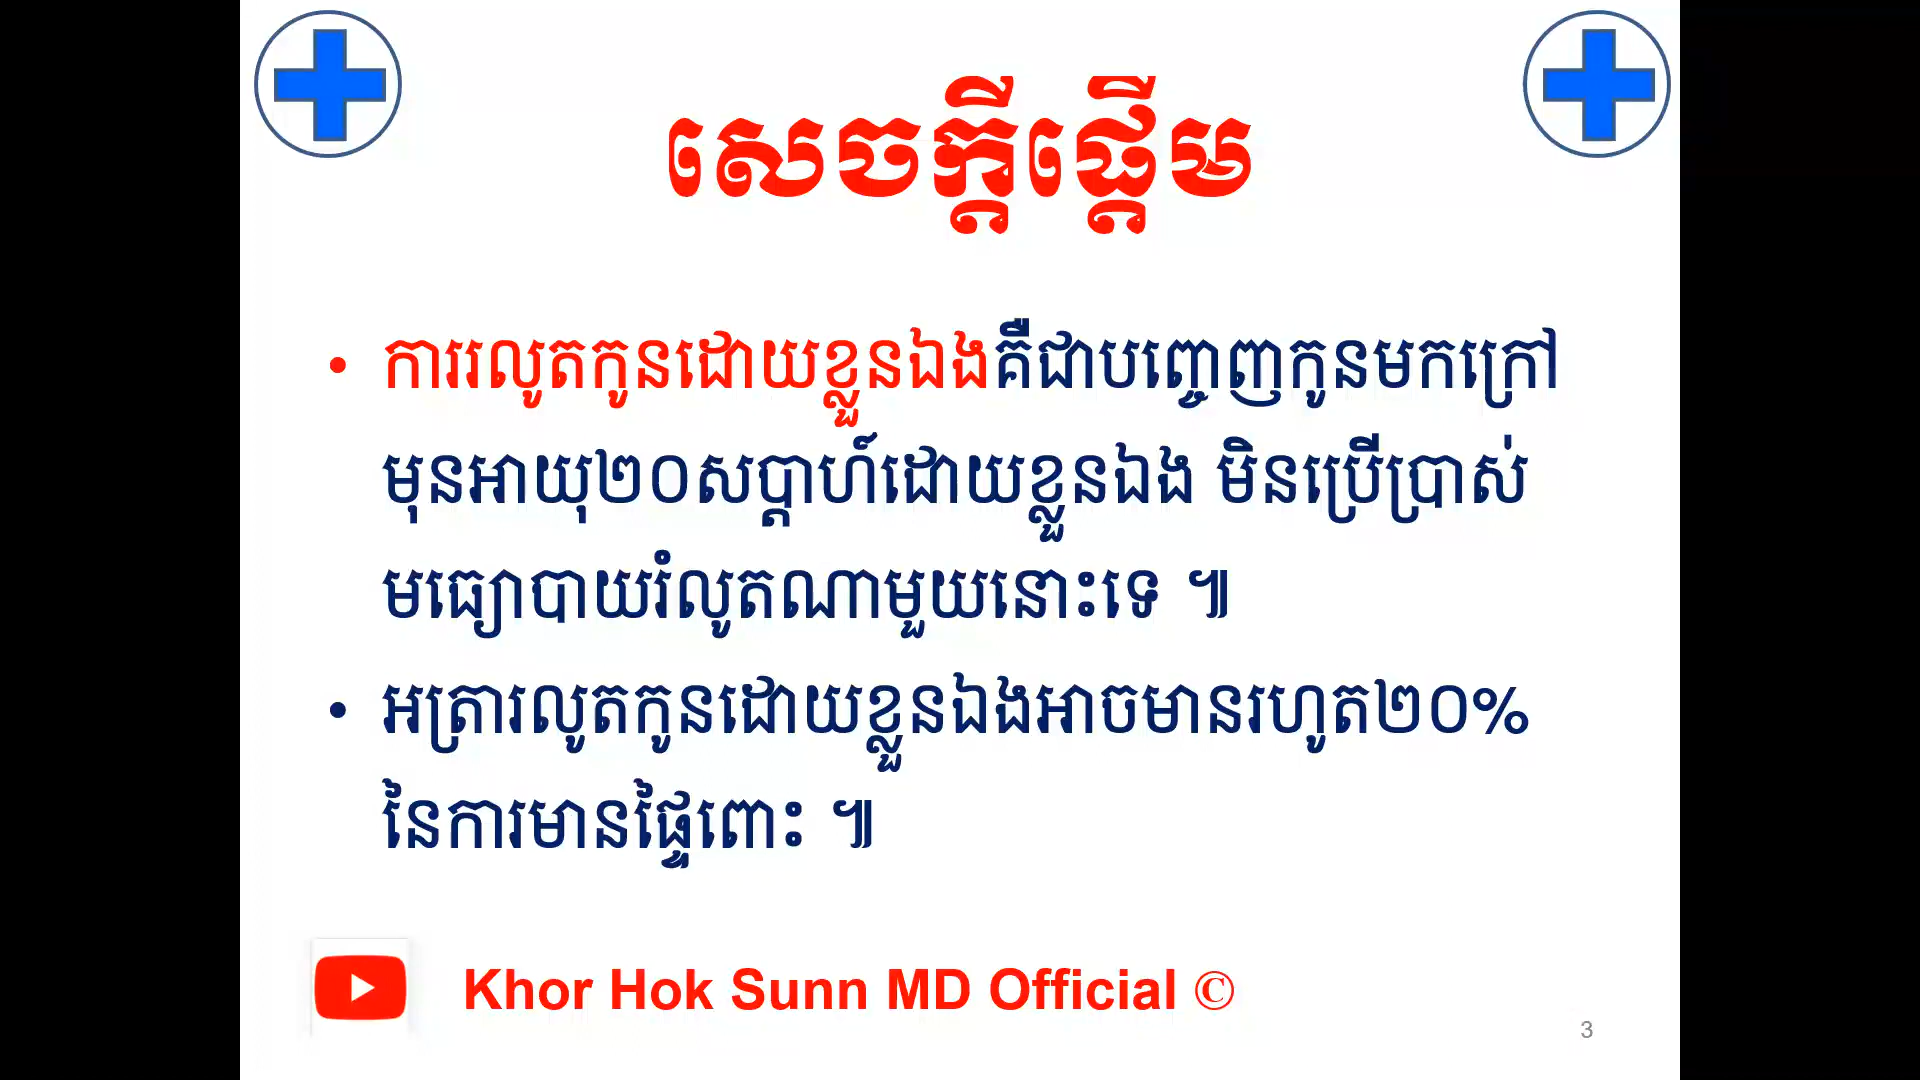 សេចក្តីផ្តើម
• ការរលូតកូនដោយខ្លួនឯងគឺជាបញ្ចេញកូនមកក្រៅ
មុនអាយុ២០សប្តាហ៍ដោយខ្លួនឯង មិនប្រើប្រាស់
មធ្យោបាយរំលូតណាមួយនោះទេ ៕
• អត្រារលូតកូនដោយខ្លួនឯងអាចមានរហូត២០%
នៃការមានផ្ទៃពោះ ៕
Khor Hok Sunn MD Official ©
3